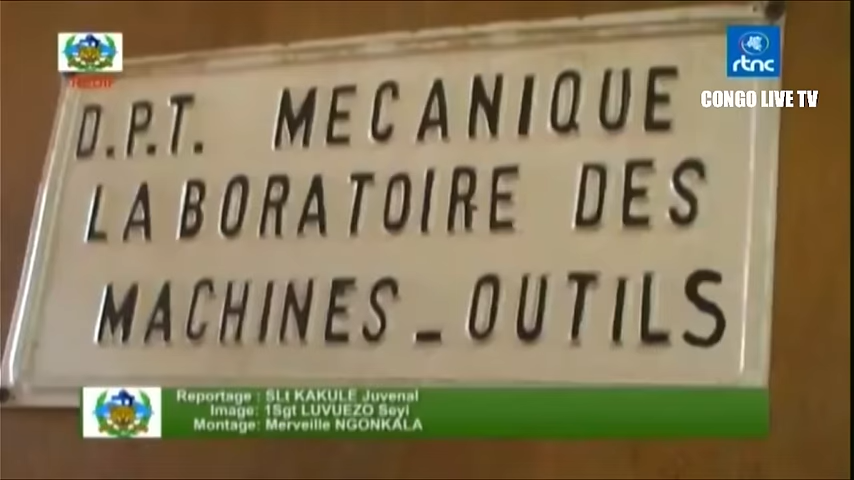 rtnc
CONGO LIVE TV
D.P.T. MECANIQUE
LABORATOIRE DES
MACHINES_OUTILS
Reportage : SLt KAKULE Juvenal
Image: 1Sgt LUVUEZO Seyi
Montage: Merveille NGONKALA